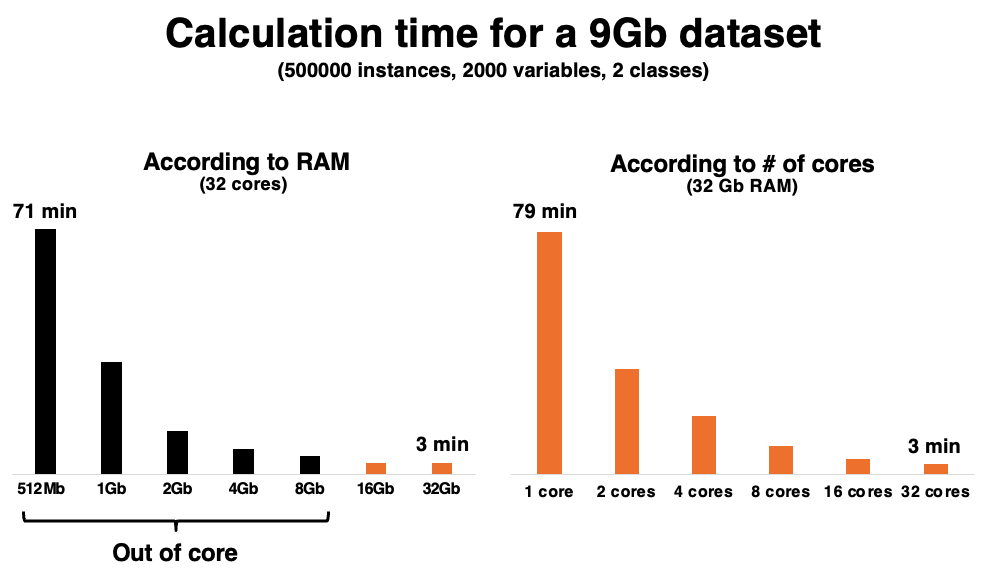 Calculation time for a 9Gb dataset
(500000 instances, 2000 variables, 2 classes)
According to RAM
(32 cores)
71 min
3 min
512Mb 1Gb 2Gb 4Gb 8Gb 16Gb 32Gb
Out of core
According to # of cores
(32 Gb RAM)
79 min
3 min
1 core 2 cores 4 cores 8 cores 16 cores 32 cores